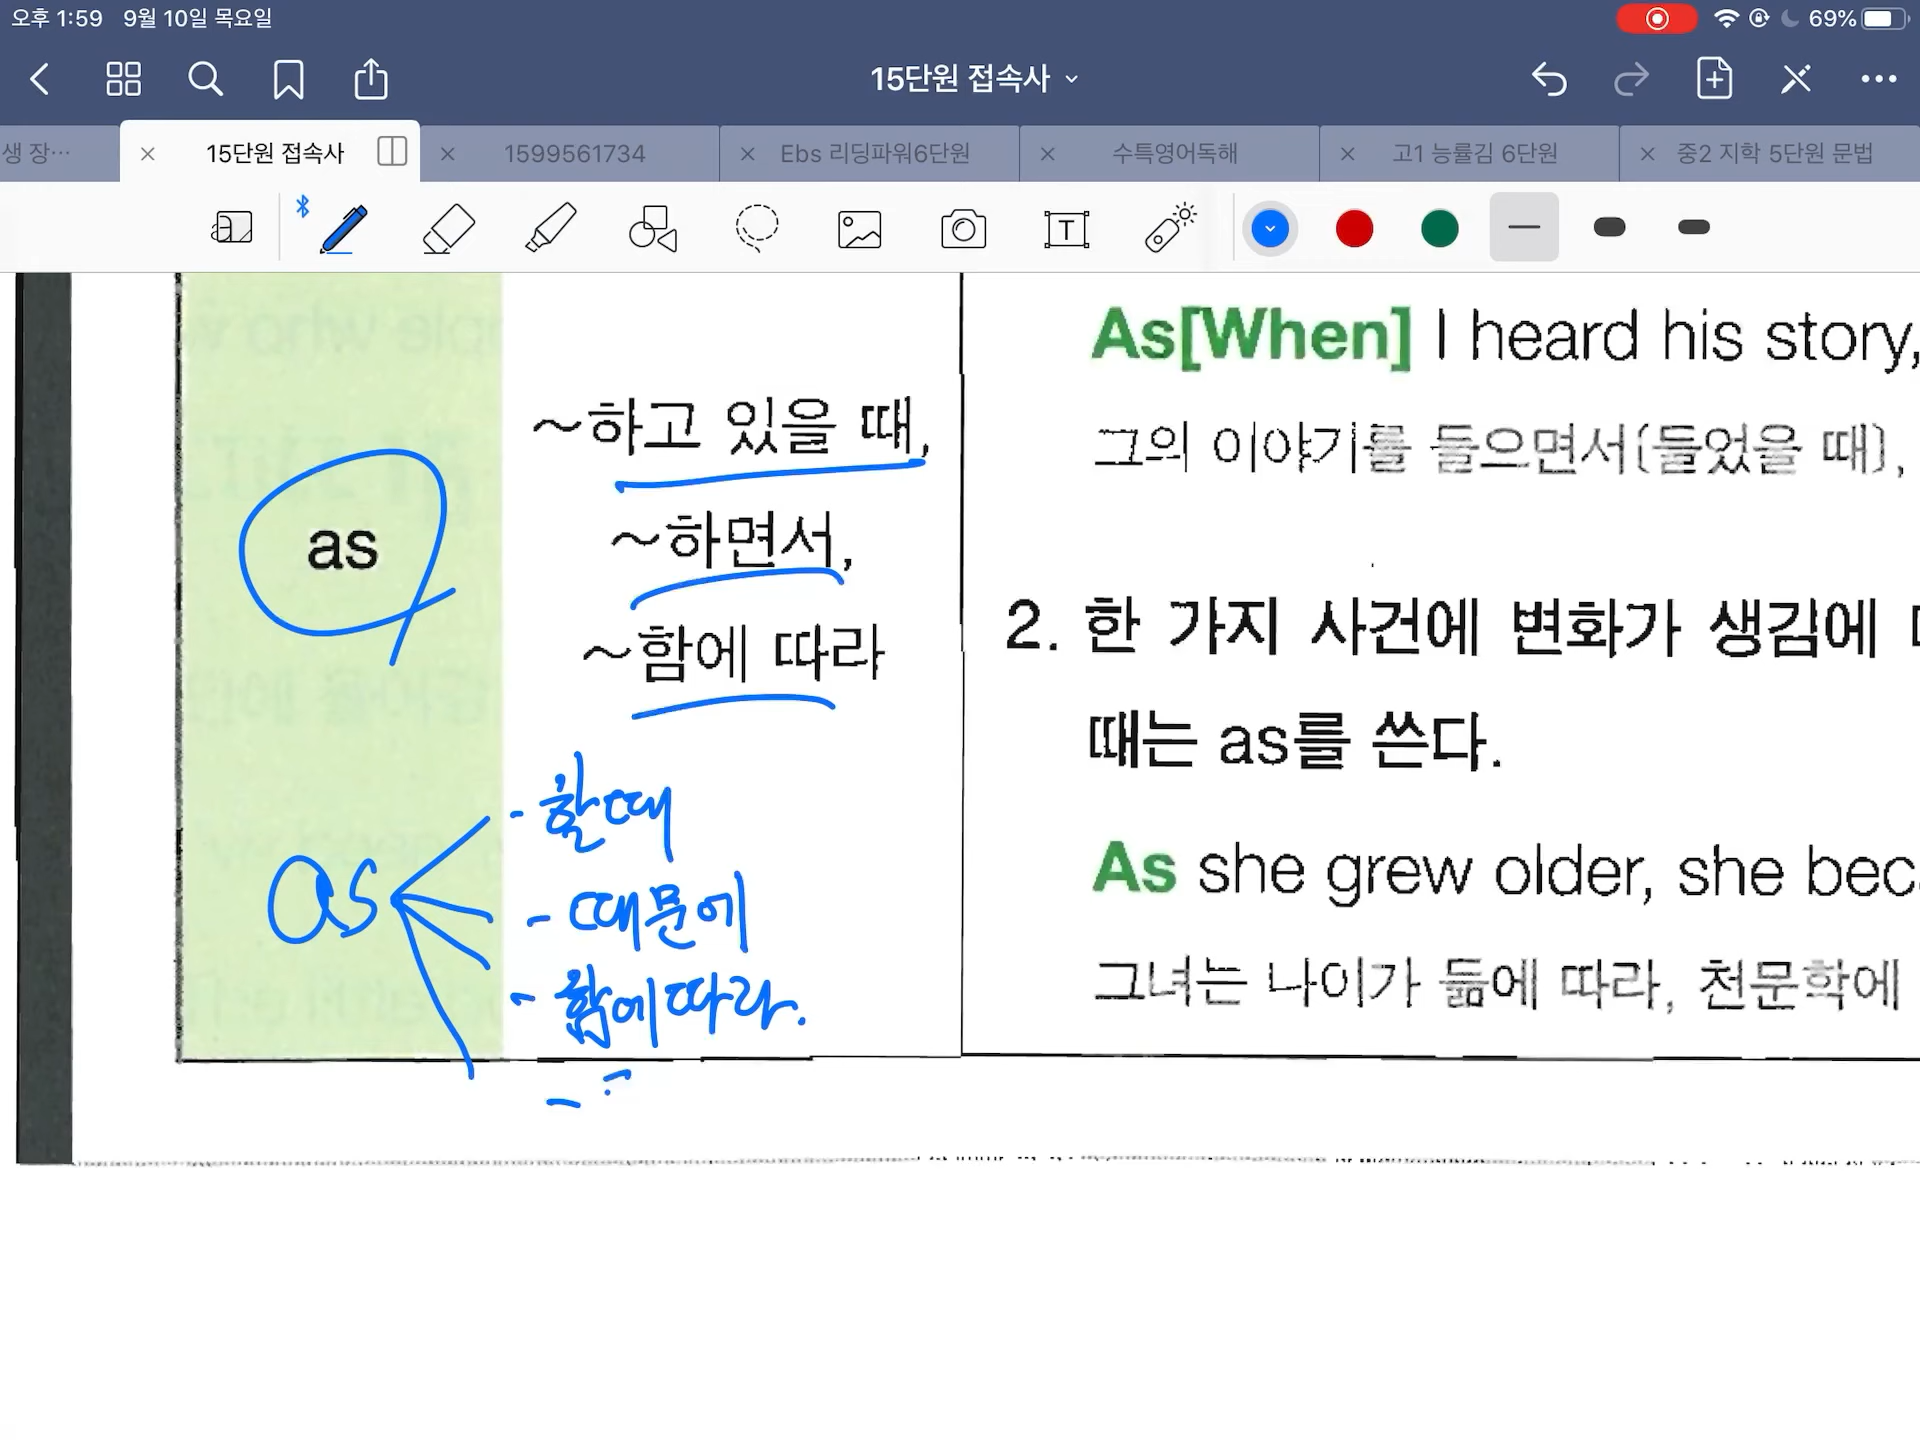 오후 1:59 9월 10일 목요일
69%
15단원 접속사
생 장…
15단원 접속사
1599561734
Ebs 리딩파워6단원
수특영어독해
고1 능률김 6단원
중2 지학 5단원 문법
T
as
~하고 있을 때,
~하면서,
~함에 따라
as
- 할때
- 때문에
- 함에따라.
As[When] I heard his story,
그의 이야기를 들으면서(들었을 때),
2. 한 가지 사건에 변화가 생김에
때는 as를 쓴다.
As she grew older, she bec
그녀는 나이가 듦에 따라, 천문학에